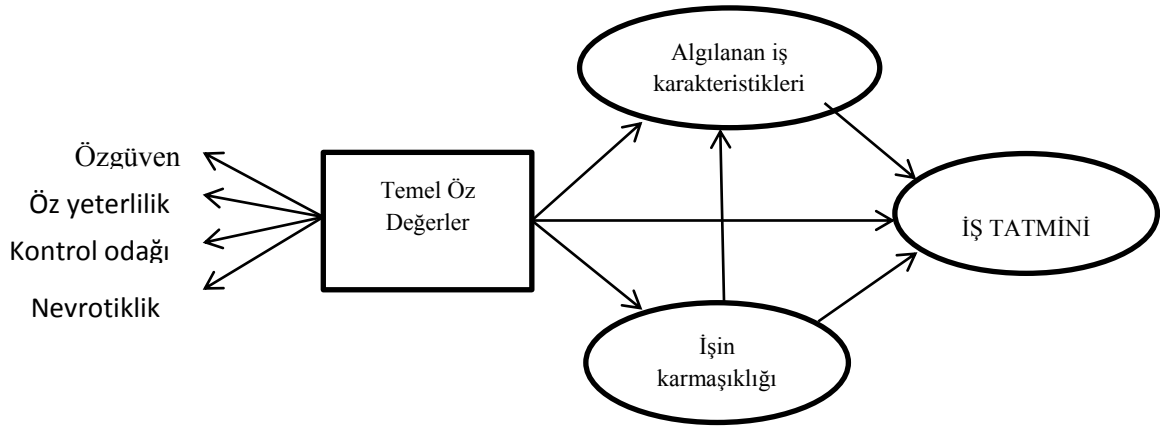 Algılanan iş
karakteristikleri
Özgüven
Öz yeterlilik
Kontrol odağı
Nevrotiklik
Temel Öz
Değerler
İŞ TATMİNİ
İşin
karmaşıklığı